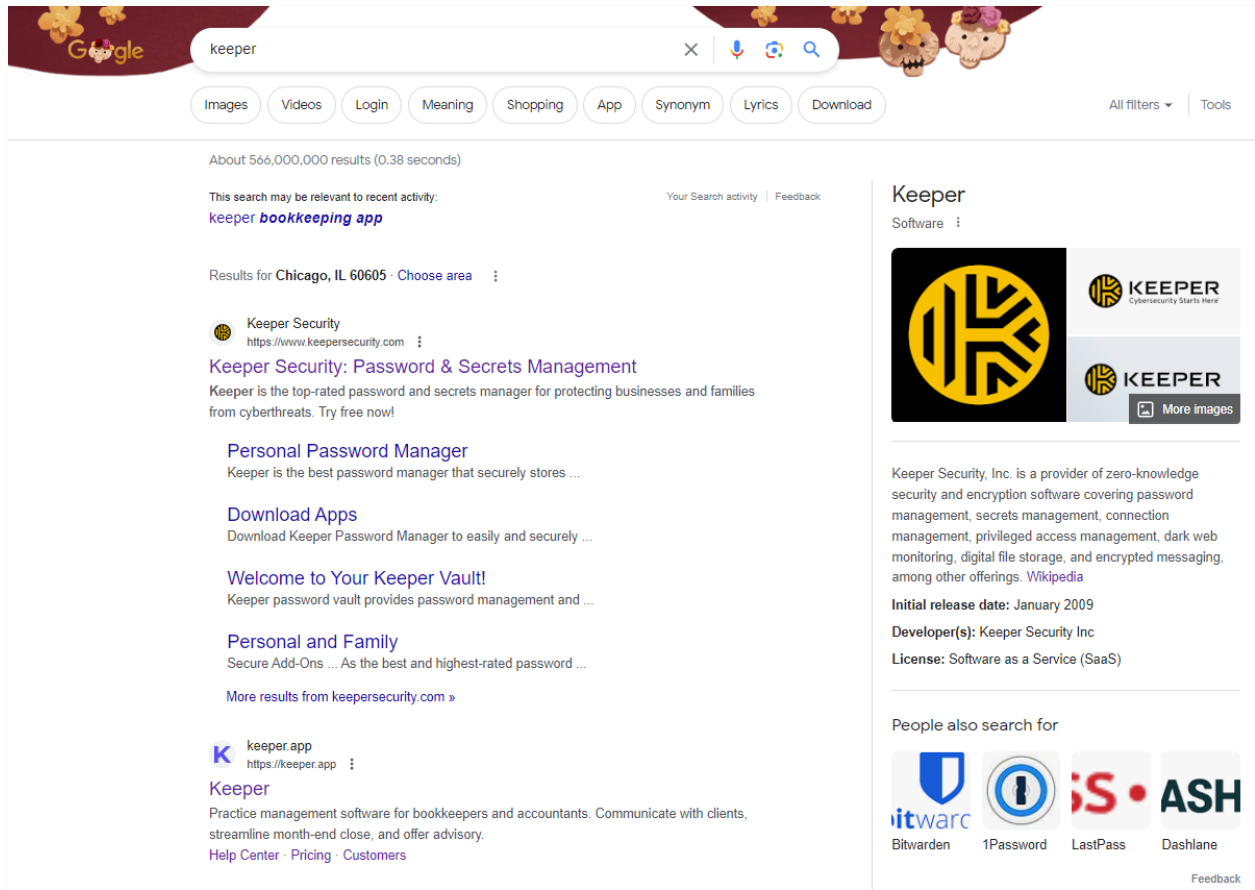 Google
keeper
Images Videos Login Meaning Shopping App Synonym Lyrics Download All filters Tools
About 566,000,000 results (0.38 seconds)
This search may be relevant to recent activity: Your Search activity Feedback
keeper bookkeeping app
Results for Chicago, IL 60605 · Choose area
Keeper Security
https://www.keepersecurity.com
Keeper Security: Password & Secrets Management
Keeper is the top-rated password and secrets manager for protecting businesses and families
from cyberthreats. Try free now!
Personal Password Manager
Keeper is the best password manager that securely stores ...
Download Apps
Download Keeper Password Manager to easily and securely ...
Welcome to Your Keeper Vault!
Keeper password vault provides password management and ...
Personal and Family
Secure Add-Ons ... As the best and highest-rated password ...
More results from keepersecurity.com »
K
keeper.app
https://keeper.app
Keeper
Practice management software for bookkeepers and accountants. Communicate with clients,
streamline month-end close, and offer advisory.
Help Center · Pricing · Customers
Keeper
Software
KEEPER
Cybersecurity Starts Here
KEEPER
More images
Keeper Security, Inc. is a provider of zero-knowledge
security and encryption software covering password
management, secrets management, connection
management, privileged access management, dark web
monitoring, digital file storage, and encrypted messaging,
among other offerings. Wikipedia
Initial release date: January 2009
Developer(s): Keeper Security Inc
License: Software as a Service (SaaS)
People also search for
bitwarc SS ASH
Bitwarden 1Password LastPass Dashlane
Feedback